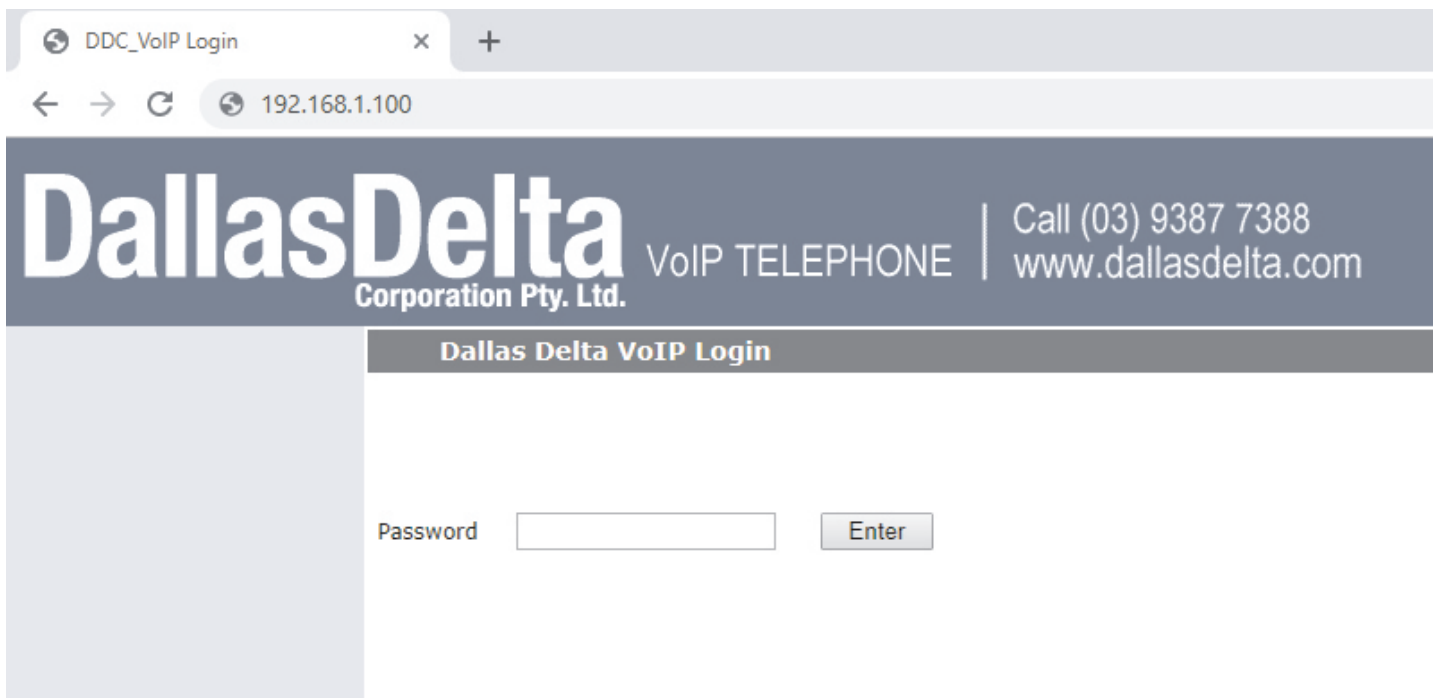 DDC_VoIP Login
192.168.1.100
DallasDelta
Corporation Pty. Ltd.
VoIP TELEPHONE
Call (03) 9387 7388
www.dallasdelta.com
Dallas Delta VoIP Login
Password
Enter